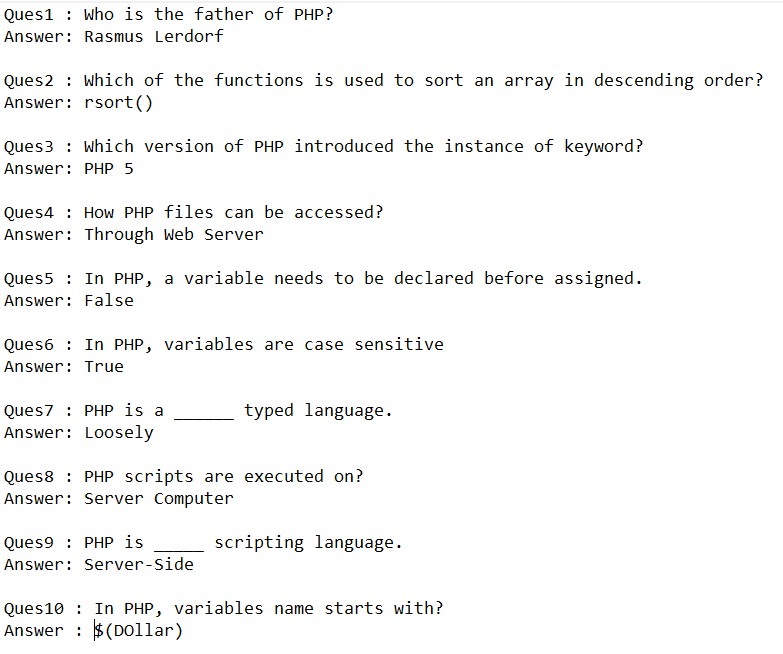 Ques1 : Who is the father of PHP?
Answer: Rasmus Lerdorf
Ques2 : Which of the functions is used to sort an array in descending order?
Answer: rsort()
Ques3 : Which version of PHP introduced the instance of keyword?
Answer: PHP 5
Ques4 : How PHP files can be accessed?
Answer: Through Web Server
Ques5 : In PHP, a variable needs to be declared before assigned.
Answer: False
Ques6 : In PHP, variables are case sensitive
Answer: True
Ques7 : PHP is a ______ typed language.
Answer: Loosely
Ques8 : PHP scripts are executed on?
Answer: Server Computer
Ques9 : PHP is _____ scripting language.
Answer: Server-Side
Ques10 : In PHP, variables name starts with?
Answer : $(DOllar)